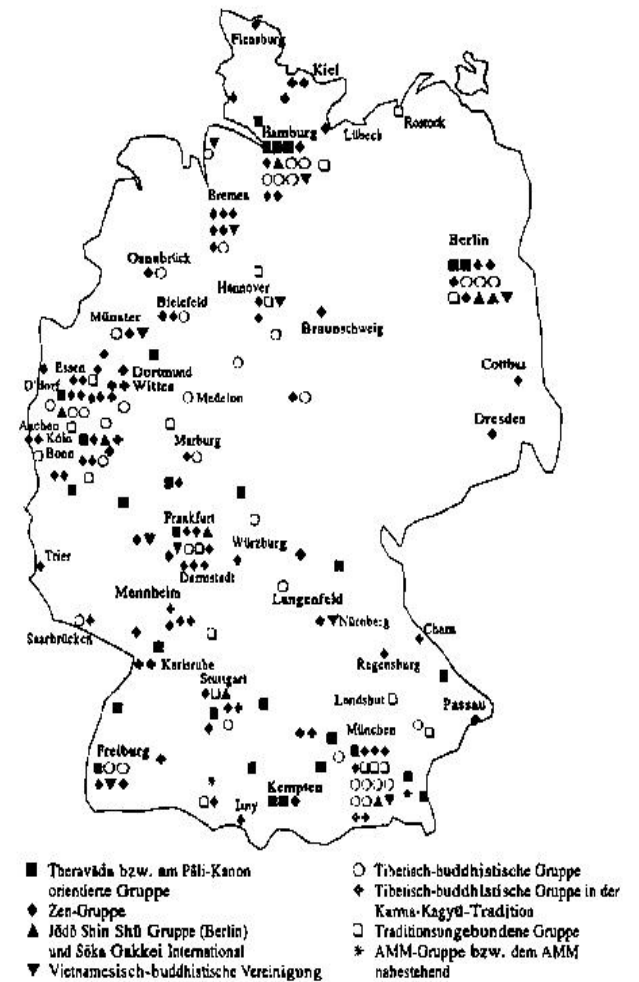 Flensburg
Kiel
Hamburg
Lübeck
Rostock
Bremen
Berlin
Osnabrück
Hannover
Bielefeld
Münster
Braunschweig
Essen
Dortmund
Cottbus
D'dorf
Witten
Medelon
Aachen
Köln
Dresden
Bonn
Marburg
Frankfurt
Würzburg
Trier
Darmstadt
Mannheim
Langenfeld
Nürnberg
Cham
Saarbrücken
Karlsruhe
Regensburg
Stuttgart
Landshut
Passau
München
Freiburg
Kempten
Isny
Theravāda bzw. am Pāli-Kanon
orientierte Gruppe
Zen-Gruppe
Jōdō Shin Shū Gruppe (Berlin)
und Sōka Gakkei International
Vietnamesisch-buddhistische Vereinigung
Tibetisch-buddhistische Gruppe
Tibetisch-buddhistische Gruppe in der
Karma-Kagyü-Tradition
Traditionsungebundene Gruppe
AMM-Gruppe bzw. dem AMM
nahestehend